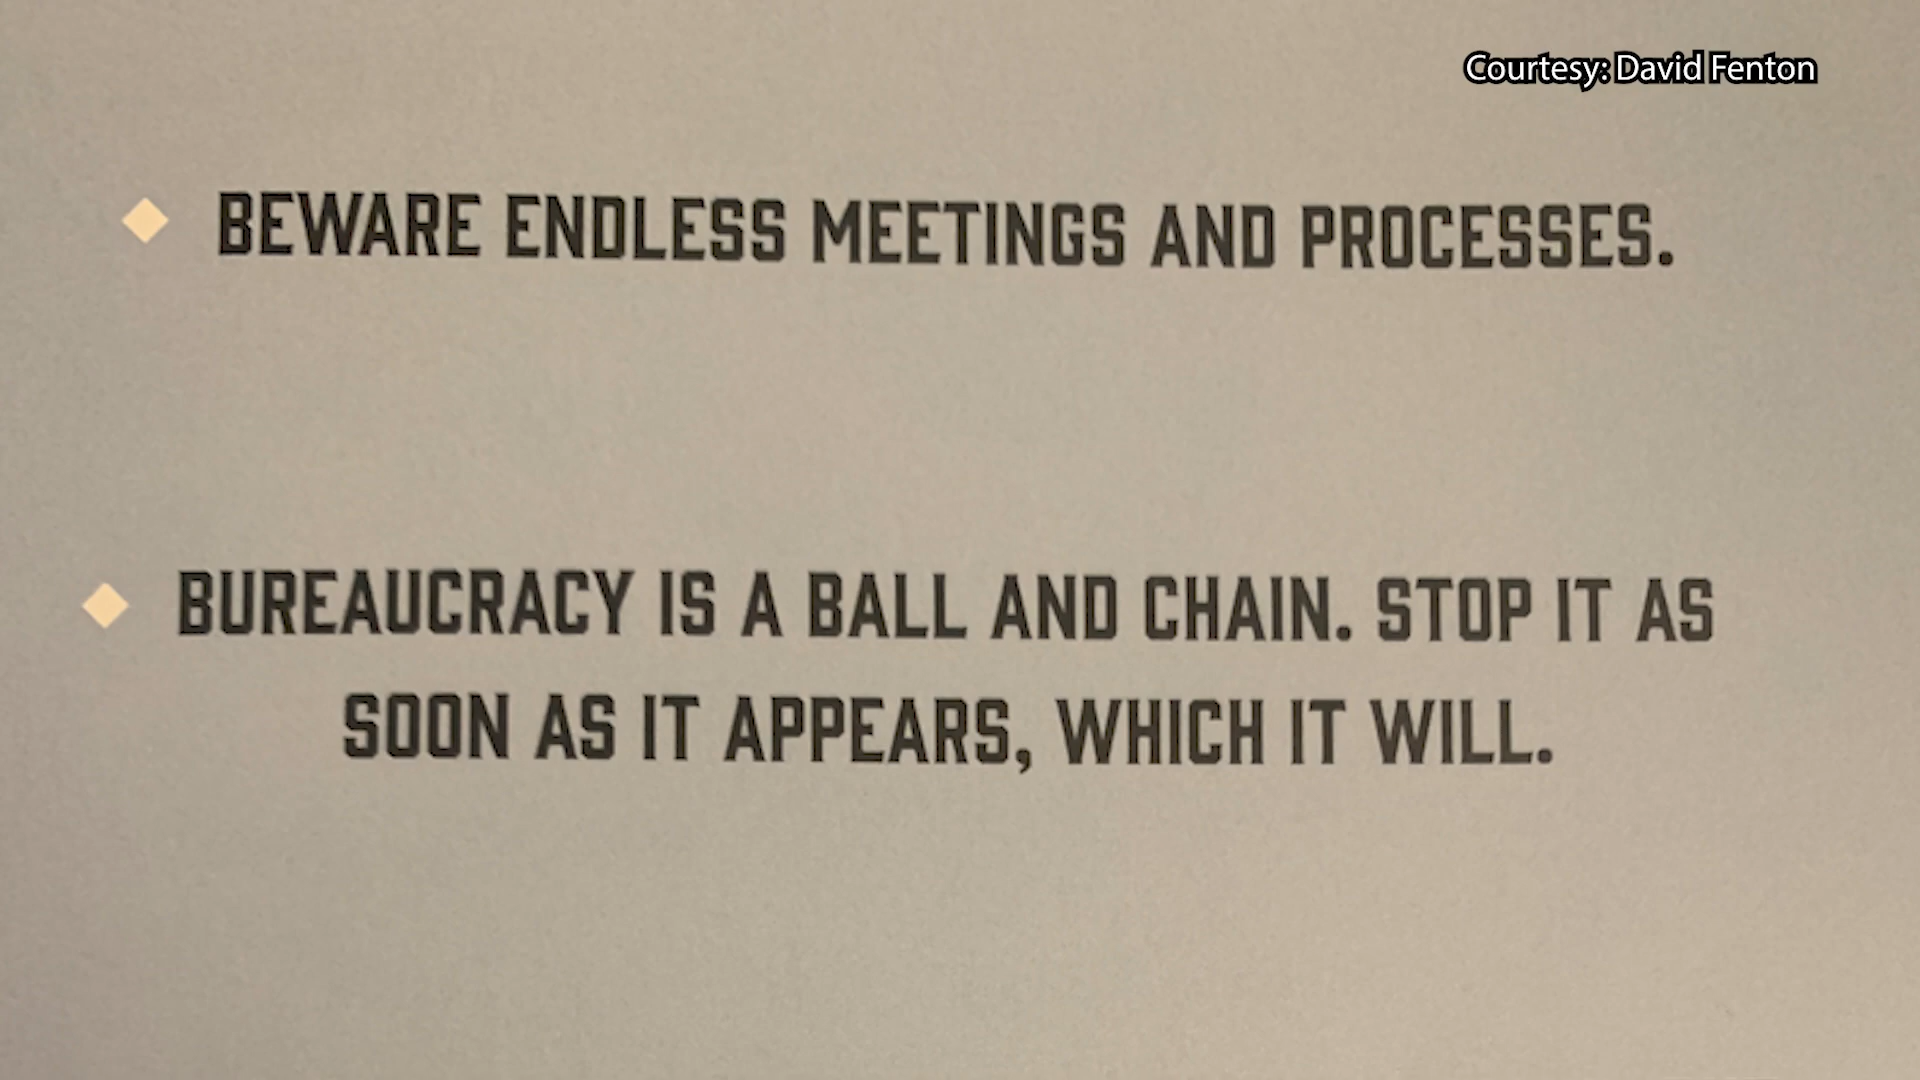 Courtesy: David Fenton
BEWARE ENDLESS MEETINGS AND PROCESSES.
BUREAUCRACY IS A BALL AND CHAIN. STOP IT AS
SOON AS IT APPEARS, WHICH IT WILL.